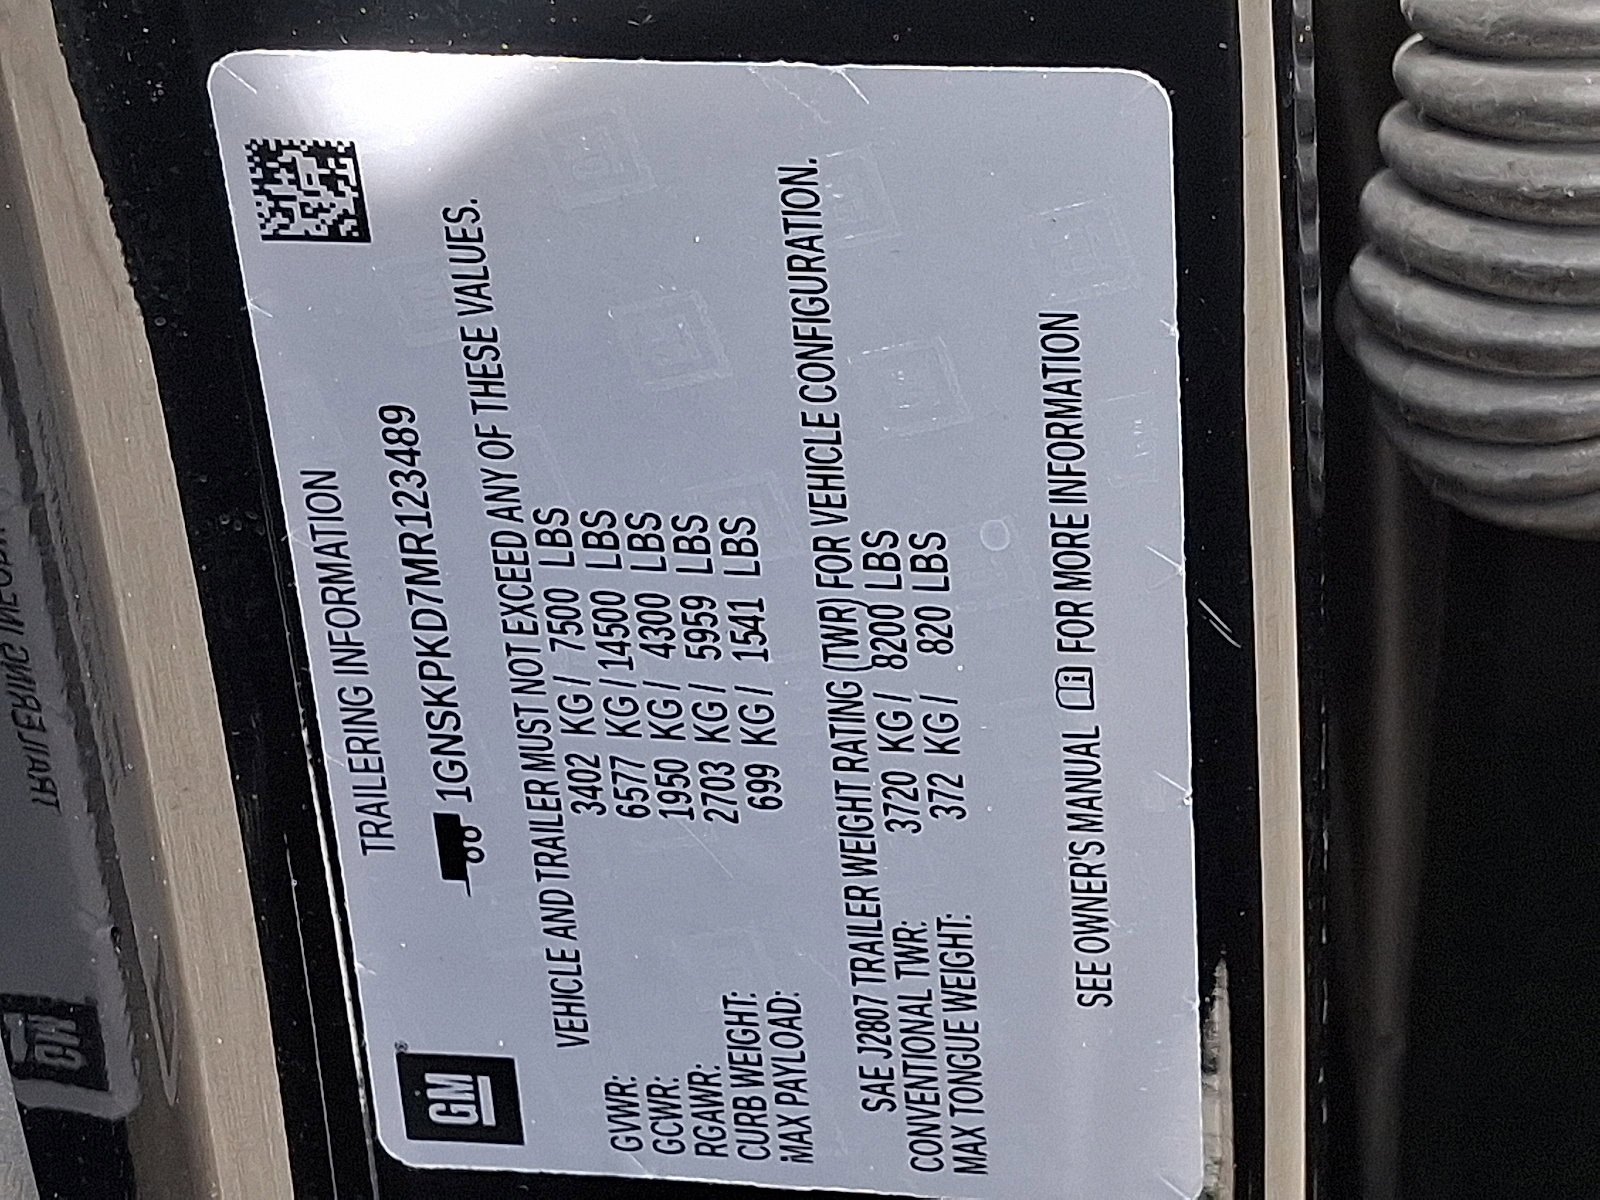 TRAILERING INFORMATION
GM
1GNSKPKD7MR123489
VEHICLE AND TRAILER MUST NOT EXCEED ANY OF THESE VALUES.
GVWR: 3402 KG / 7500 LBS
GCWR: 6577 KG / 14500 LBS
RGAWR: 1950 KG / 4300 LBS
CURB WEIGHT: 2703 KG / 5959 LBS
MAX PAYLOAD: 699 KG / 1541 LBS
SAE J2807 TRAILER WEIGHT RATING (TWR) FOR VEHICLE CONFIGURATION.
CONVENTIONAL TWR: 3720 KG / 8200 LBS
MAX TONGUE WEIGHT: 372 KG / 820 LBS
SEE OWNER'S MANUAL FOR MORE INFORMATION